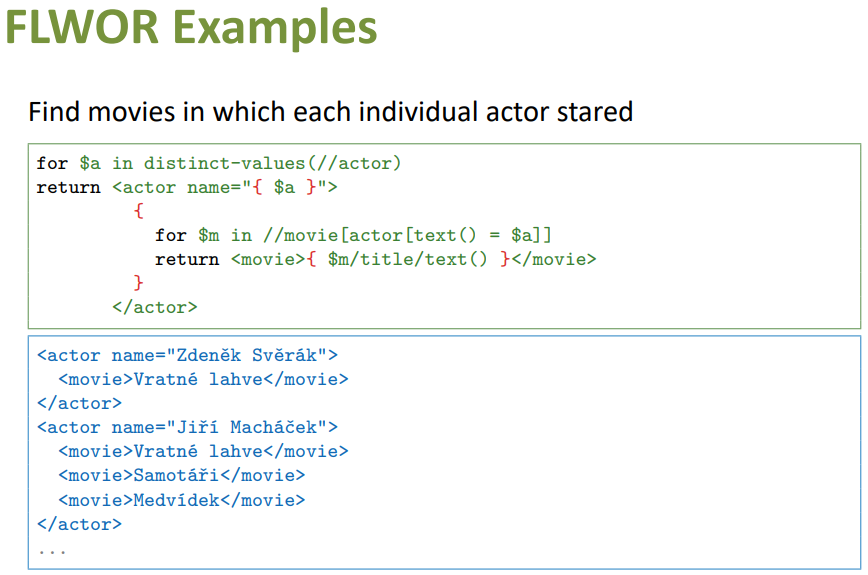 FLWOR Examples
Find movies in which each individual actor stared
for $a in distinct-values(//actor)
return <actor name="{ $a }">
{
for $m in //movie[actor[text() = $a]]
return <movie>{ $m/title/text() }</movie>
}
</actor>
<actor name="Zdeněk Svěrák">
<movie>Vratné lahve</movie>
</actor>
<actor name="Jiří Macháček">
<movie>Vratné lahve</movie>
<movie>Samotáři</movie>
<movie>Medvídek</movie>
</actor>
...